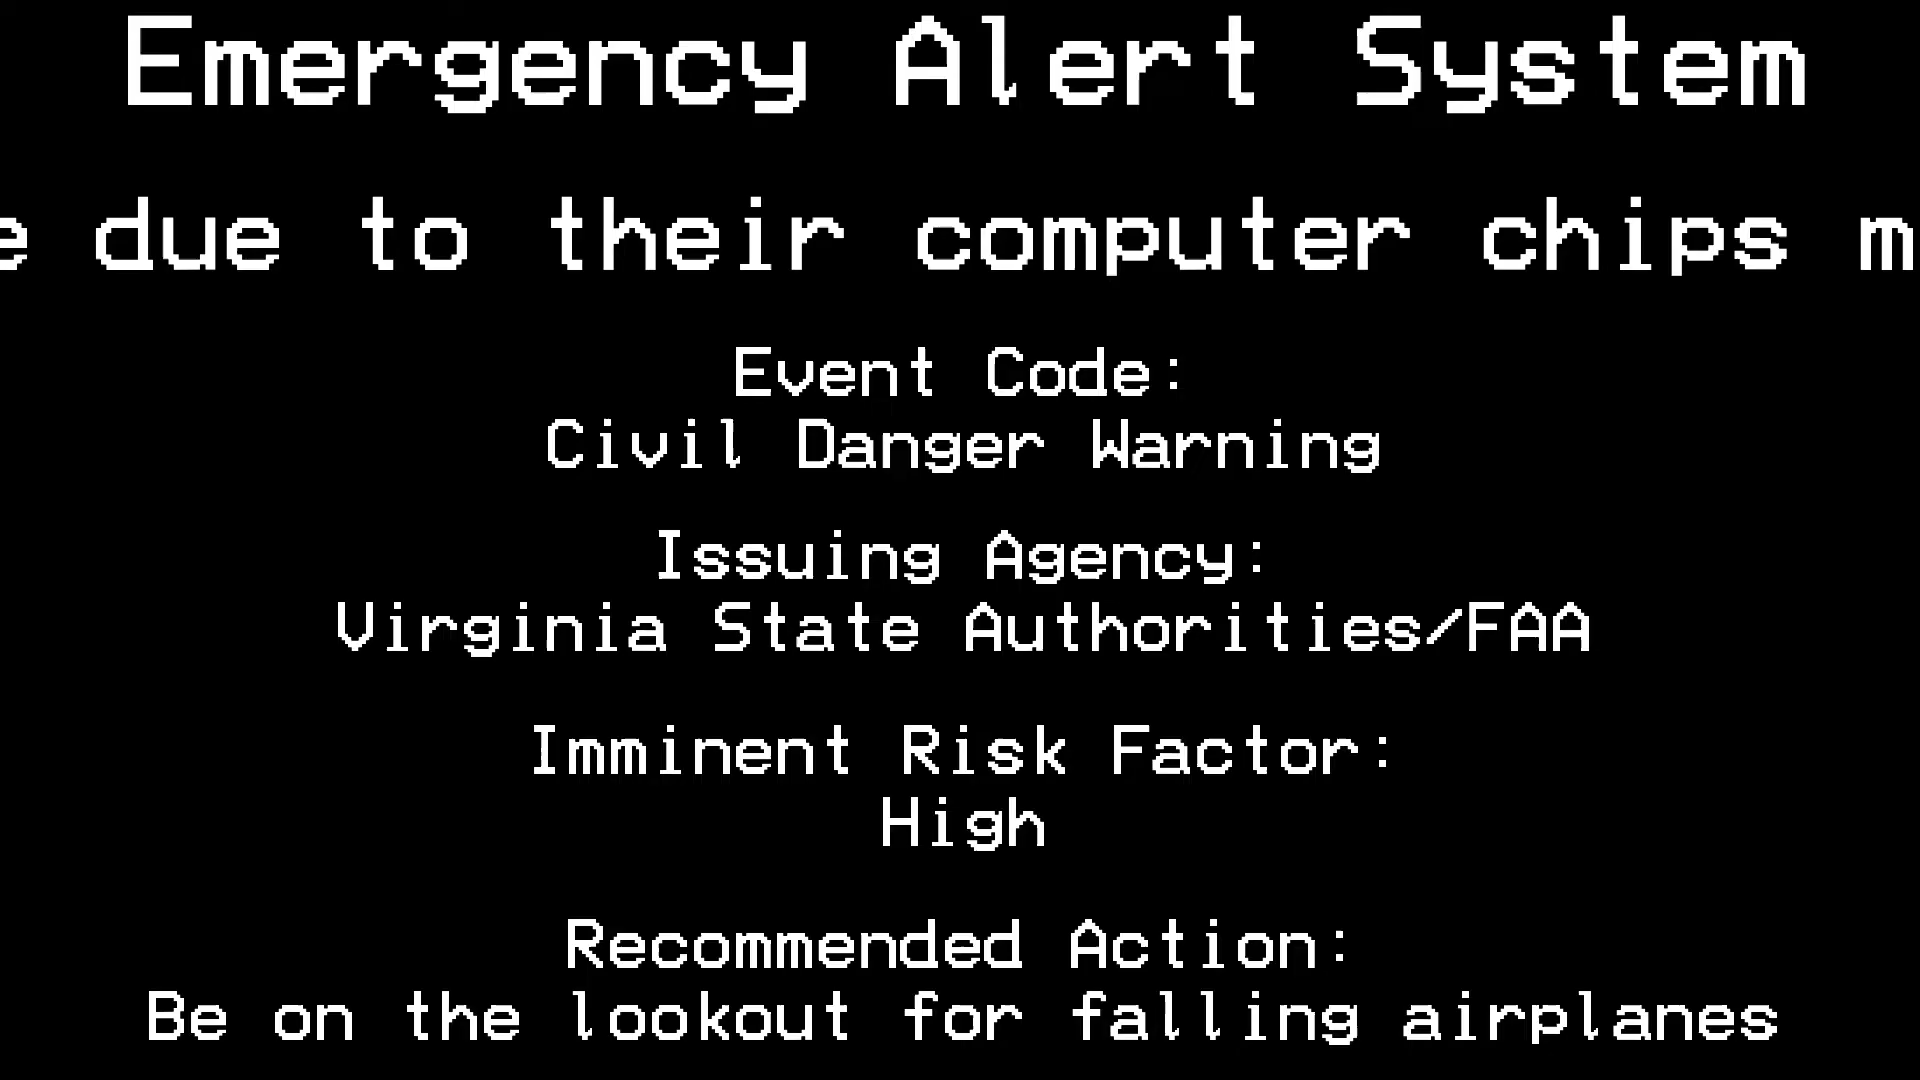 Emergency Alert System
e due to their computer chips m
Event Code:
Civil Danger Warning
Issuing Agency:
Virginia State Authorities/FAA
Imminent Risk Factor:
High
Recommended Action:
Be on the lookout for falling airplanes